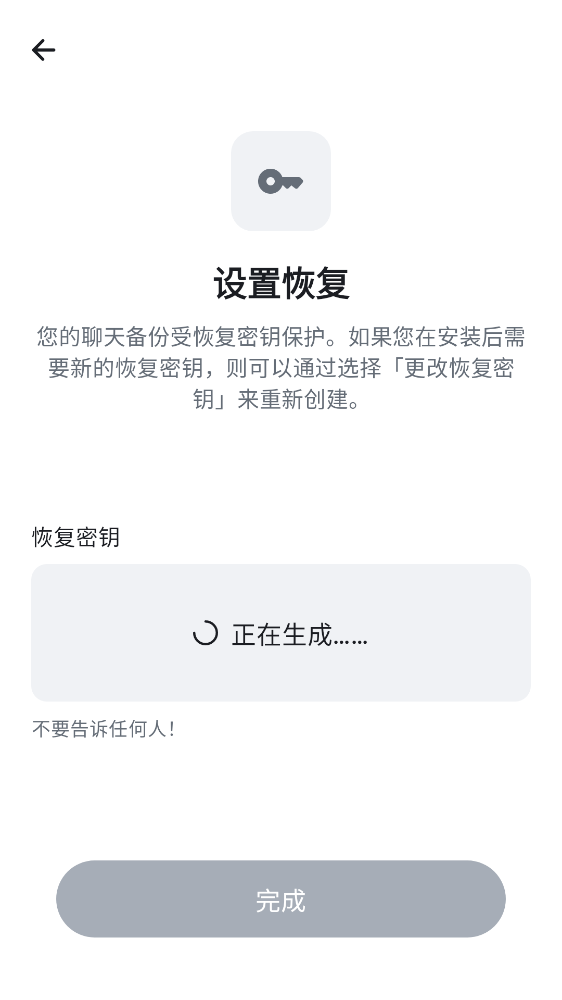 设置恢复
您的聊天备份受恢复密钥保护。如果您在安装后需
要新的恢复密钥，则可以通过选择「更改恢复密
钥」来重新创建。
恢复密钥
正在生成……
不要告诉任何人！
完成